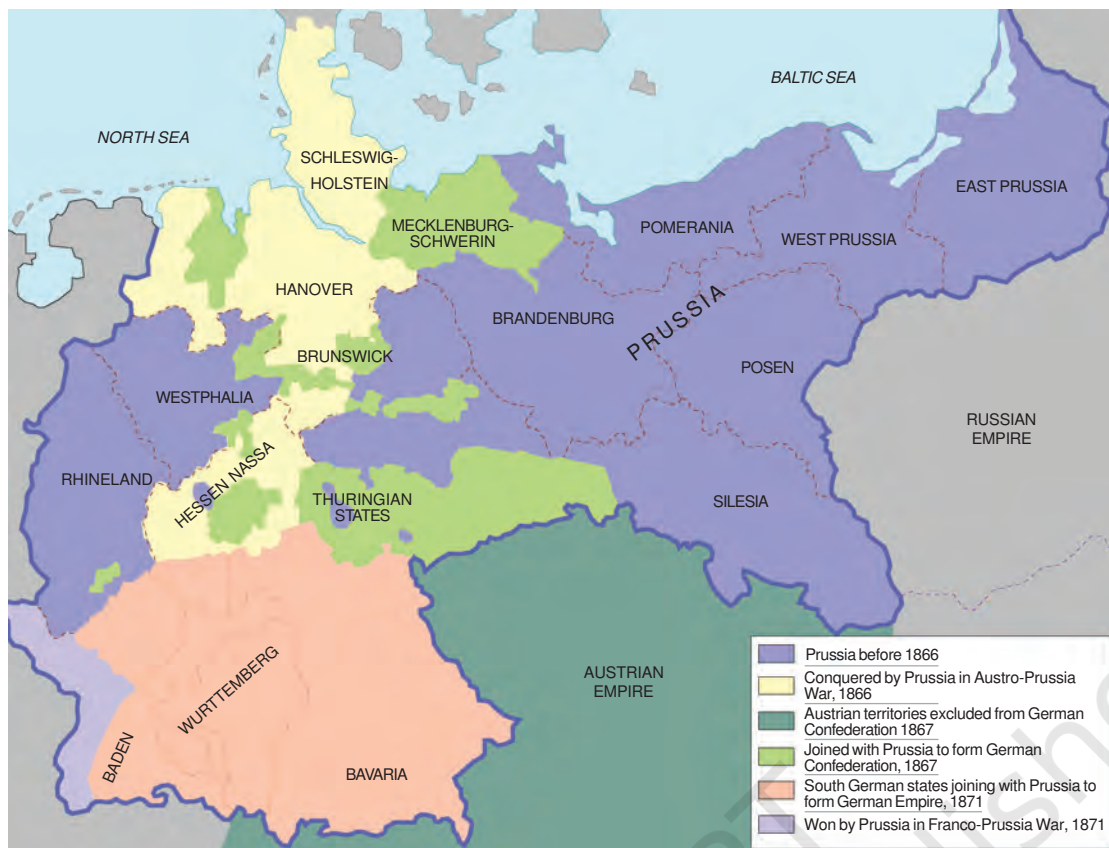 BALTIC SEA
NORTH SEA
SCHLESWIG-
HOLSTEIN
EAST PRUSSIA
MECKLENBURG-
SCHWERIN
POMERANIA
WEST PRUSSIA
HANOVER
BRANDENBURG
PRUSSIA
BRUNSWICK
POSEN
WESTPHALIA
RUSSIAN
EMPIRE
RHINELAND
HESSEN NASSA
THURINGIAN
STATES
SILESIA
AUSTRIAN
EMPIRE
WURTTEMBERG
BADEN
BAVARIA
Prussia before 1866
Conquered by Prussia in Austro-Prussia
War, 1866
Austrian territories excluded from German
Confederation 1867
Joined with Prussia to form German
Confederation, 1867
South German states joining with Prussia to
form German Empire, 1871
Won by Prussia in Franco-Prussia War, 1871